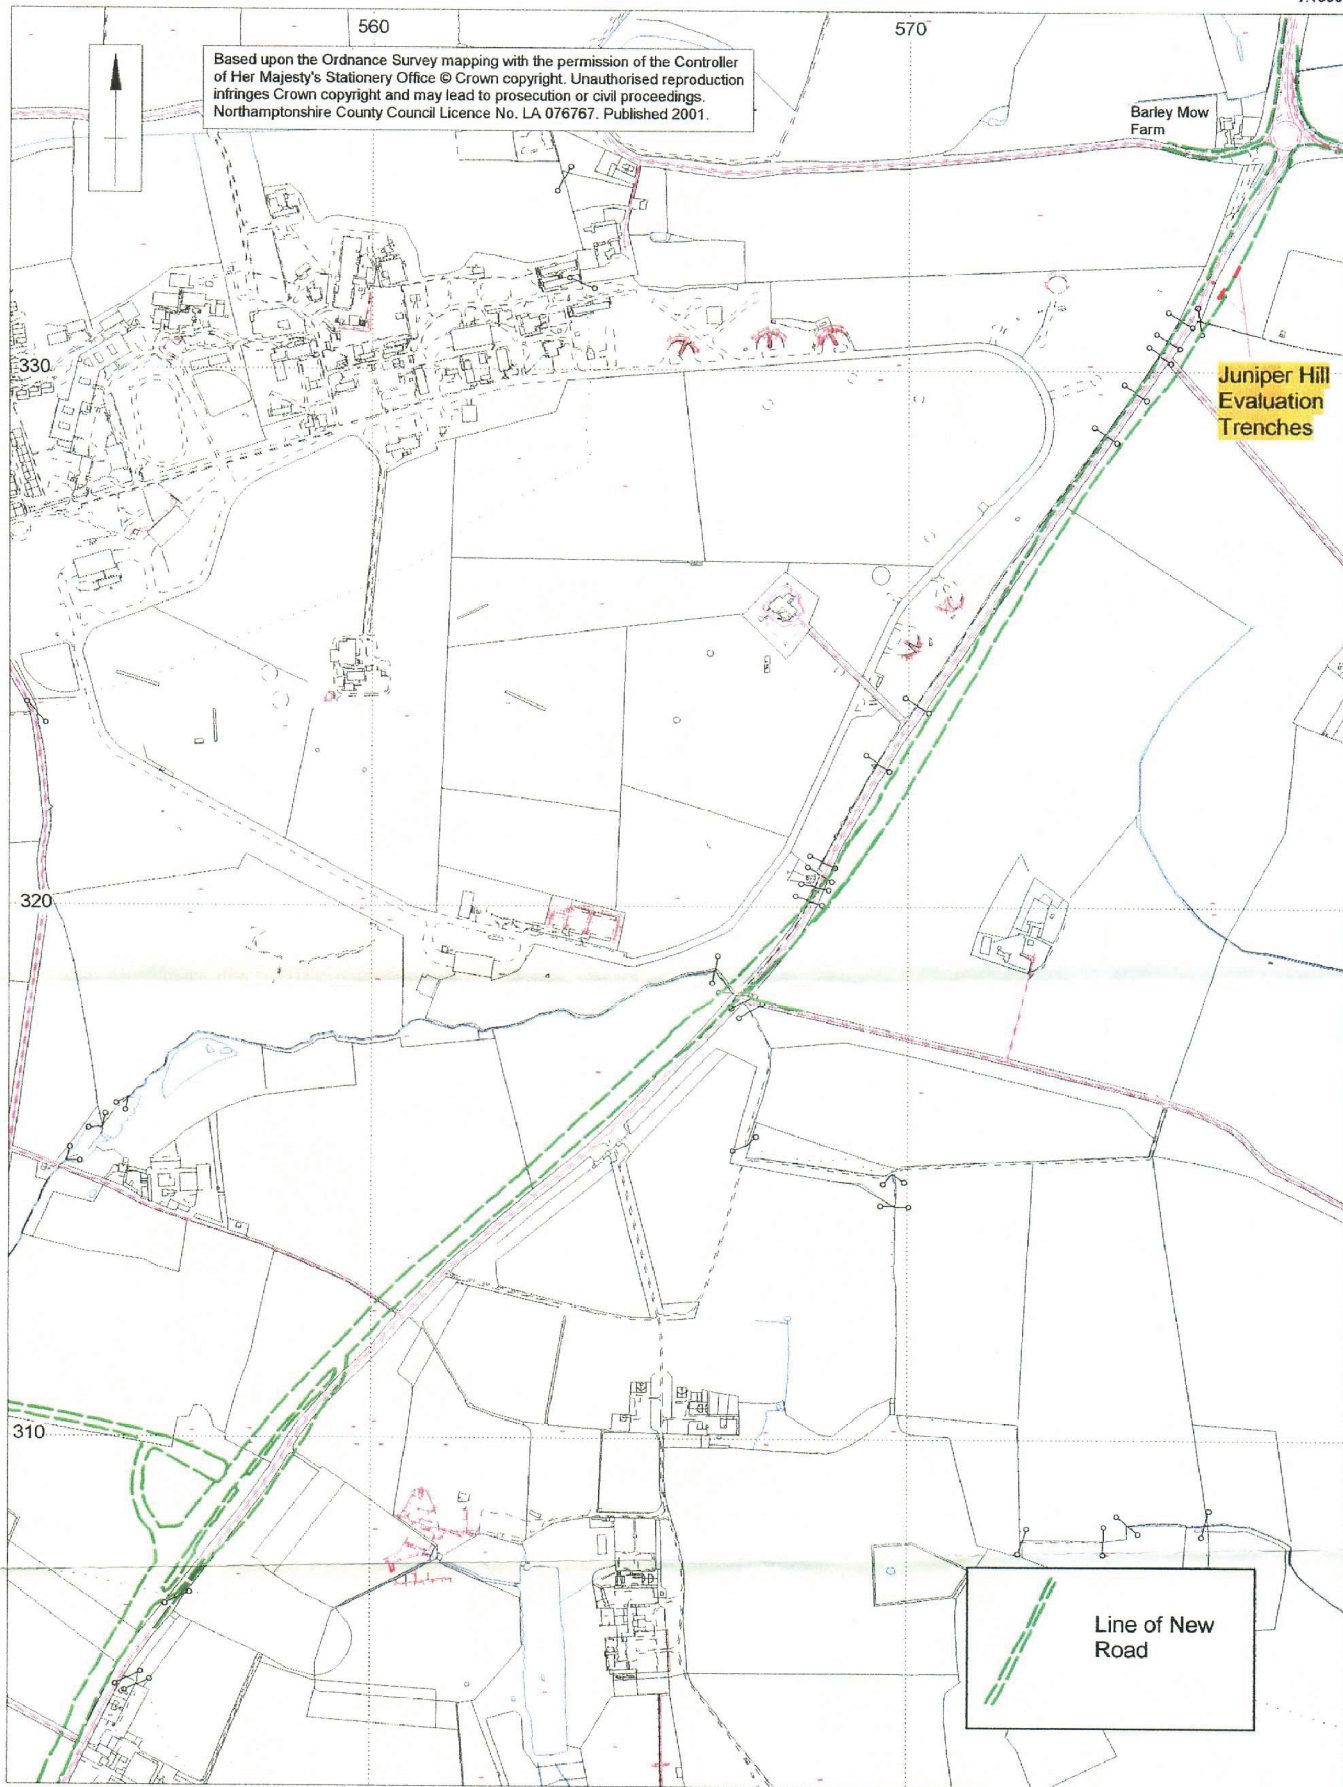 560
570
Based upon the Ordnance Survey mapping with the permission of the Controller
of Her Majesty's Stationery Office © Crown copyright. Unauthorised reproduction
infringes Crown copyright and may lead to prosecution or civil proceedings.
Northamptonshire County Council Licence No. LA 076767. Published 2001.
Barley Mow
Farm
330
Juniper Hill
Evaluation
Trenches
320
310
Line of New
Road